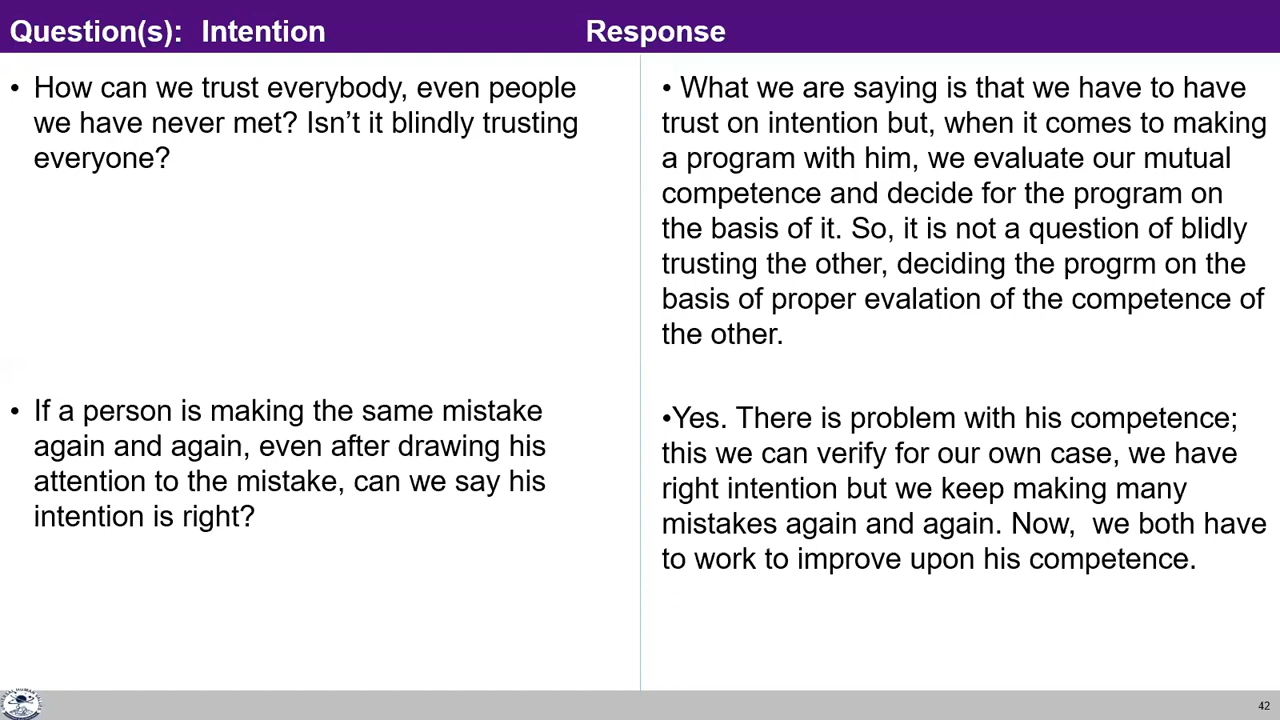 Question(s): Intention
Response
• How can we trust everybody, even people
we have never met? Isn't it blindly trusting
everyone?
• What we are saying is that we have to have
trust on intention but, when it comes to making
a program with him, we evaluate our mutual
competence and decide for the program on
the basis of it. So, it is not a question of blidly
trusting the other, deciding the progrm on the
basis of proper evalation of the competence of
the other.
• If a person is making the same mistake
again and again, even after drawing his
attention to the mistake, can we say his
intention is right?
•Yes. There is problem with his competence;
this we can verify for our own case, we have
right intention but we keep making many
mistakes again and again. Now, we both have
to work to improve upon his competence.
42